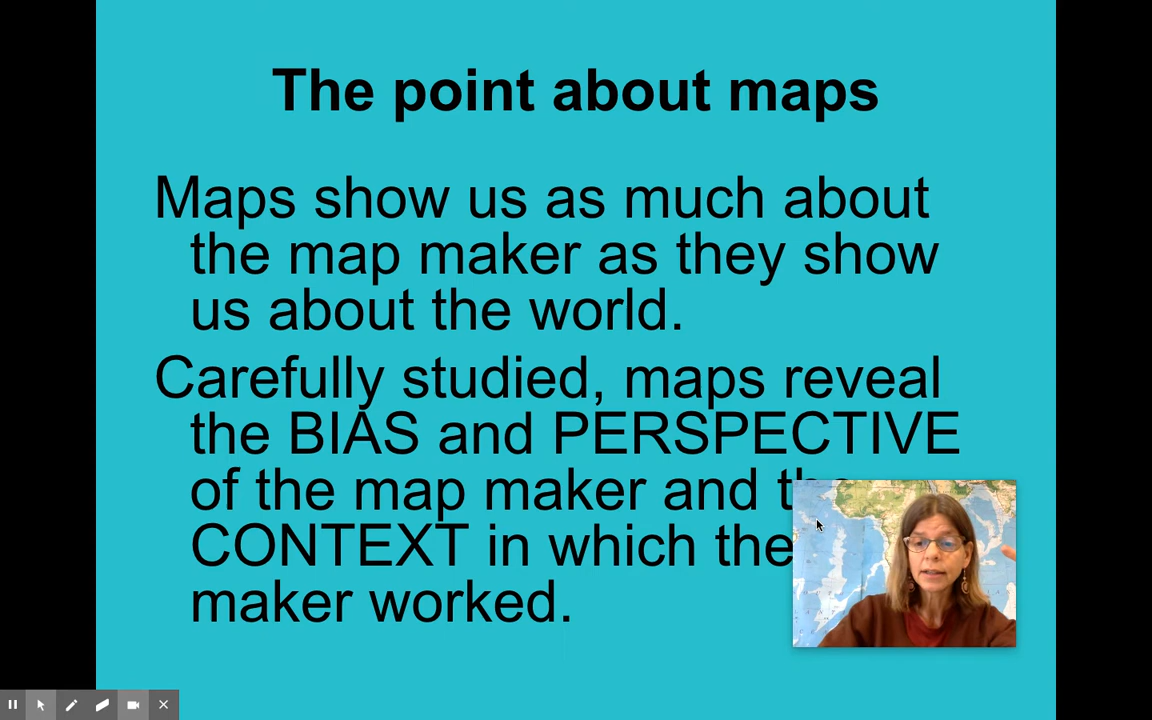 The point about maps
Maps show us as much about
the map maker as they show
us about the world.
Carefully studied, maps reveal
the BIAS and PERSPECTIVE
of the map maker and
CONTEXT in which the
maker worked.